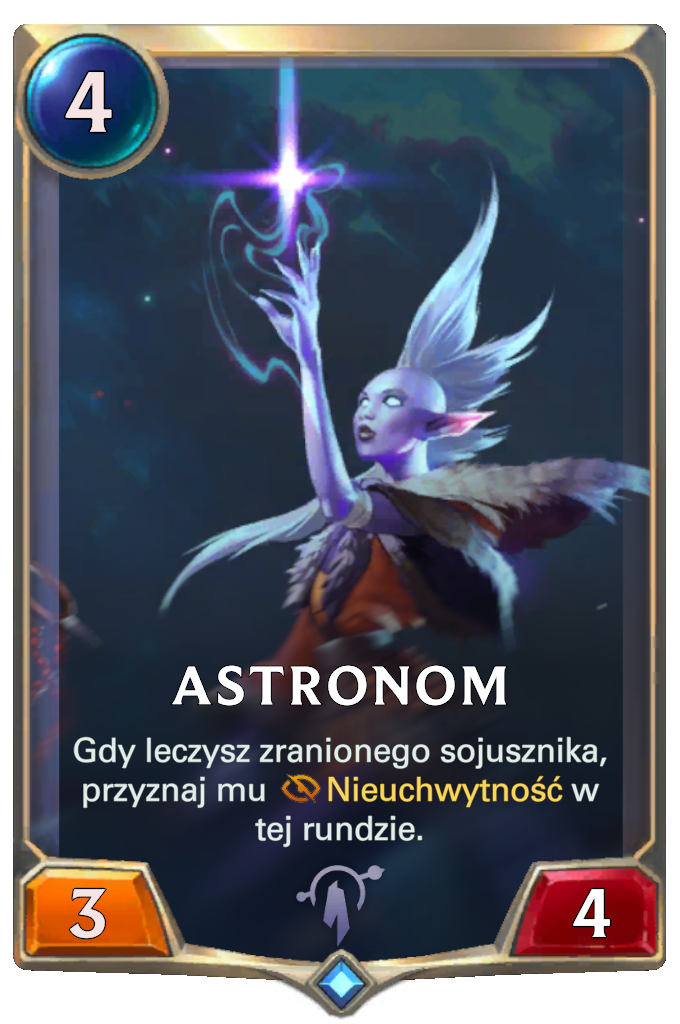 4
ASTRONOM
Gdy leczysz zranionego sojusznika,
przyznaj mu Nieuchwytność w
tej rundzie.
3
4